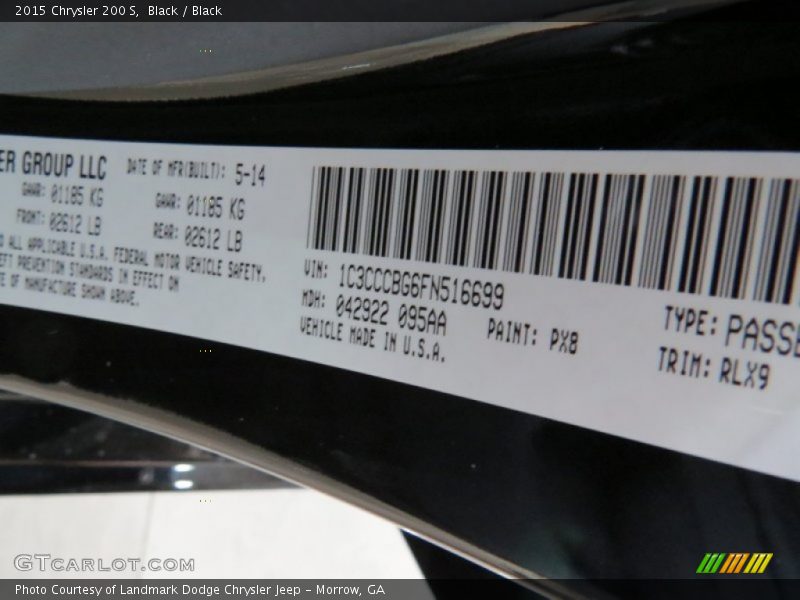 2015 Chrysler 200 S, Black / Black
ER GROUP LLC
DATE OF MFR(BUILT): 5-14
GAWR: 01185 KG
GAWR: 01185 KG
FRONT: 02612 LB
REAR: 02612 LB
O ALL APPLICABLE U.S.A. FEDERAL MOTOR VEHICLE SAFETY,
EFT PREVENTION STANDARDS IN EFFECT ON
TE OF MANUFACTURE SHOWN ABOVE.
VIN: 1C3CCCBG6FN516699
MDH: 042922 095AA
VEHICLE MADE IN U.S.A.
PAINT: PX8
TYPE: PASSE
TRIM: RLX9
GTcarlot.com
Photo Courtesy of Landmark Dodge Chrysler Jeep - Morrow, GA